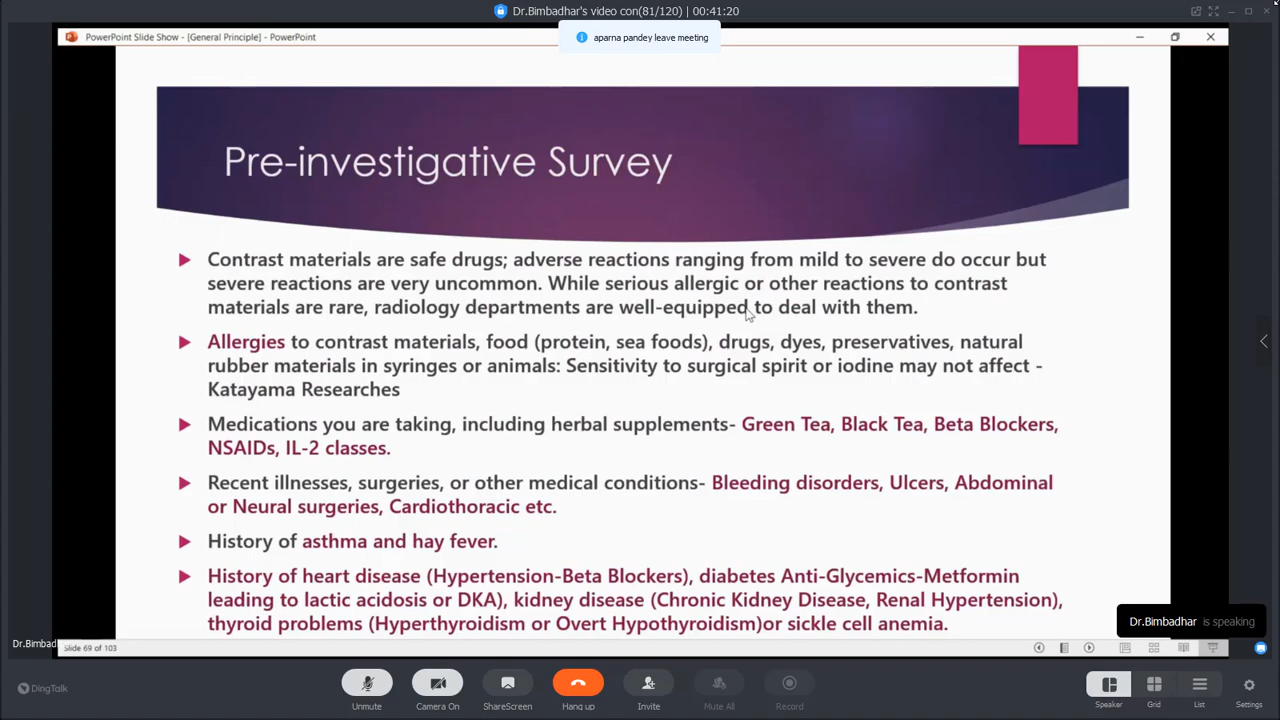 Dr.Bimbadhar's video con(81/120) | 00:41:20
PowerPoint Slide Show - [General Principle] - PowerPoint
aparna pandey leave meeting
Pre-investigative Survey
Contrast materials are safe drugs; adverse reactions ranging from mild to severe do occur but
severe reactions are very uncommon. While serious allergic or other reactions to contrast
materials are rare, radiology departments are well-equipped to deal with them.
Allergies to contrast materials, food (protein, sea foods), drugs, dyes, preservatives, natural
rubber materials in syringes or animals: Sensitivity to surgical spirit or iodine may not affect -
Katayama Researches
Medications you are taking, including herbal supplements- Green Tea, Black Tea, Beta Blockers,
NSAIDs, IL-2 classes.
Recent illnesses, surgeries, or other medical conditions- Bleeding disorders, Ulcers, Abdominal
or Neural surgeries, Cardiothoracic etc.
History of asthma and hay fever.
History of heart disease (Hypertension-Beta Blockers), diabetes Anti-Glycemics-Metformin
leading to lactic acidosis or DKA), kidney disease (Chronic Kidney Disease, Renal Hypertension),
thyroid problems (Hyperthyroidism or Overt Hypothyroidism)or sickle cell anemia.
Dr.Bimbadhar is speaking
Dr.Bimbad
Slide 69 of 103
DingTalk
Unmute
Camera On
ShareScreen
Hang up
Invite
Mute All
Record
Speaker
Grid
List
Settings